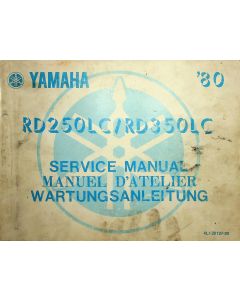 YAMAHA '80
RD250LC/RD350LC
SERVICE MANUAL
MANUEL D'ATELIER
WARTUNGSANLEITUNG